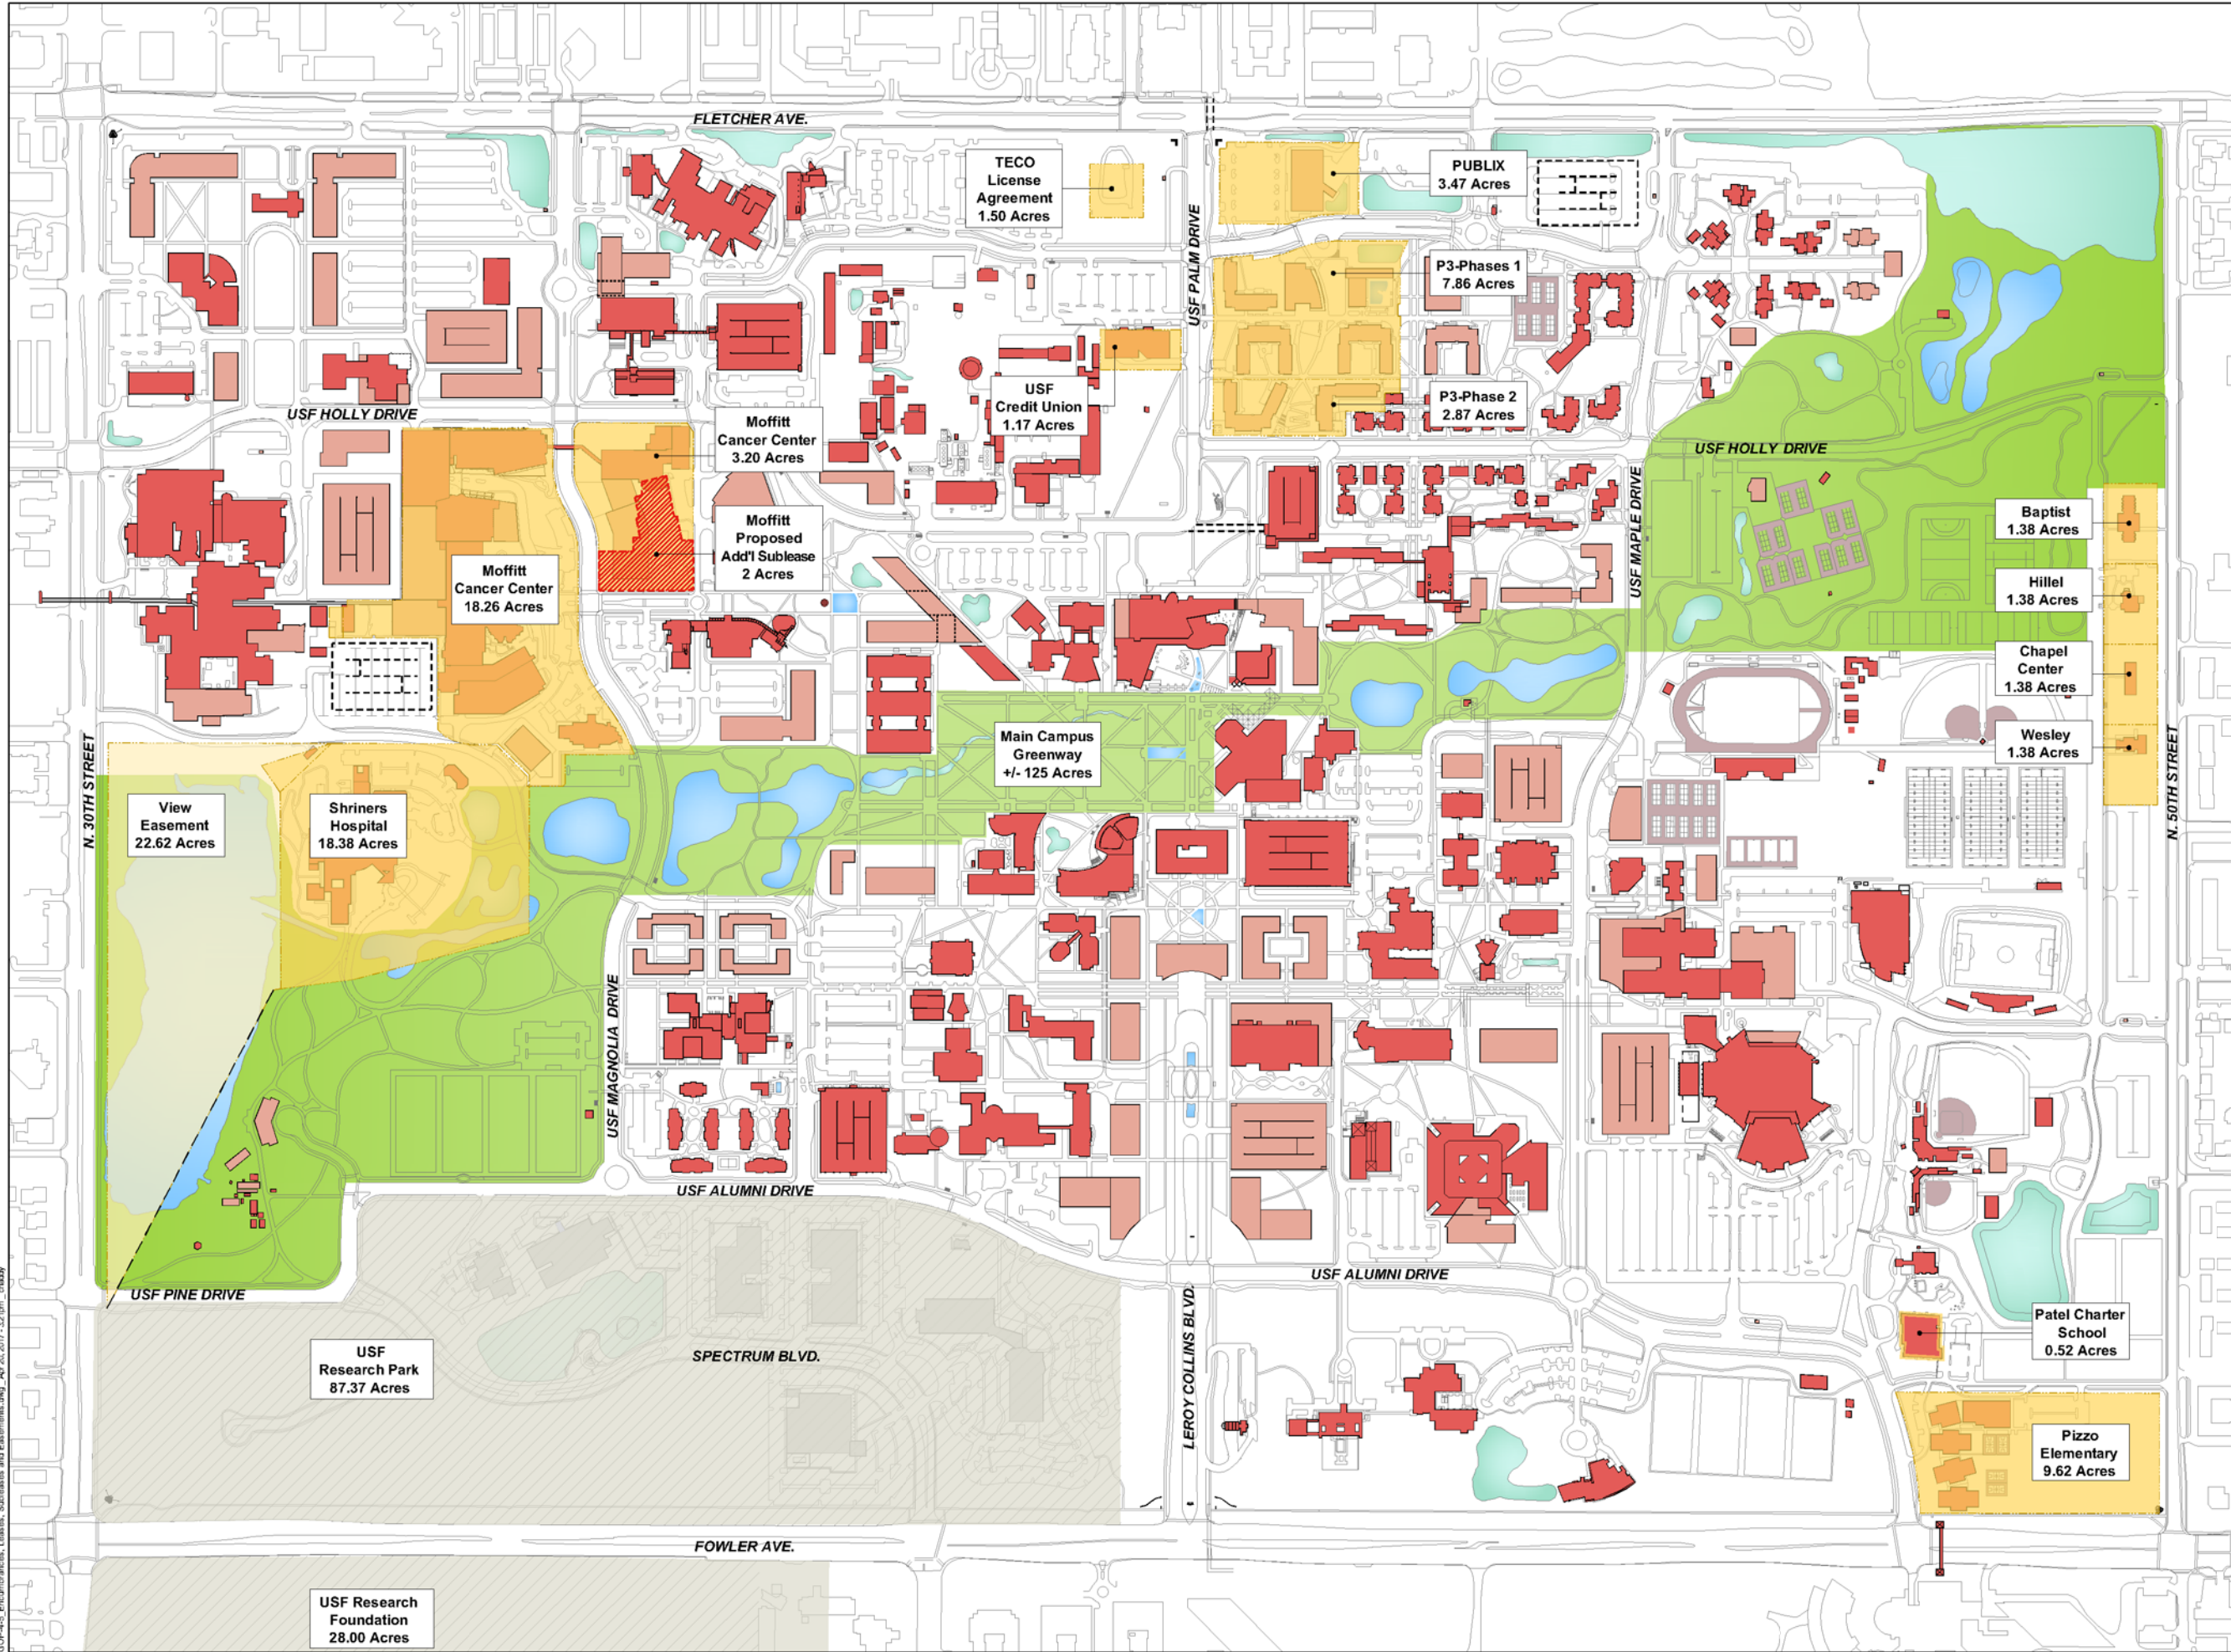 FLETCHER AVE.
TECO
License
Agreement
1.50 Acres
PUBLIX
3.47 Acres
USF PALM DRIVE
P3-Phases 1
7.86 Acres
USF
Credit Union
1.17 Acres
P3-Phase 2
2.87 Acres
USF HOLLY DRIVE
Moffitt
Cancer Center
3.20 Acres
USF HOLLY DRIVE
Moffitt
Proposed
Add'l Sublease
2 Acres
USF MAPLE DRIVE
Baptist
1.38 Acres
Moffitt
Cancer Center
18.26 Acres
Hillel
1.38 Acres
Chapel
Center
1.38 Acres
Main Campus
Greenway
+/- 125 Acres
Wesley
1.38 Acres
N. 30TH STREET
N. 50TH STREET
View
Easement
22.62 Acres
Shriners
Hospital
18.38 Acres
USF MAGNOLIA DRIVE
USF ALUMNI DRIVE
USF ALUMNI DRIVE
USF PINE DRIVE
LEROY COLLINS BLVD.
Patel Charter
School
0.52 Acres
USF
Research Park
87.37 Acres
SPECTRUM BLVD.
Pizzo
Elementary
9.62 Acres
FOWLER AVE.
USF Research
Foundation
28.00 Acres